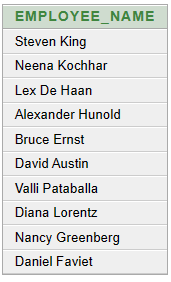 EMPLOYEE_NAME
Steven King
Neena Kochhar
Lex De Haan
Alexander Hunold
Bruce Ernst
David Austin
Valli Pataballa
Diana Lorentz
Nancy Greenberg
Daniel Faviet